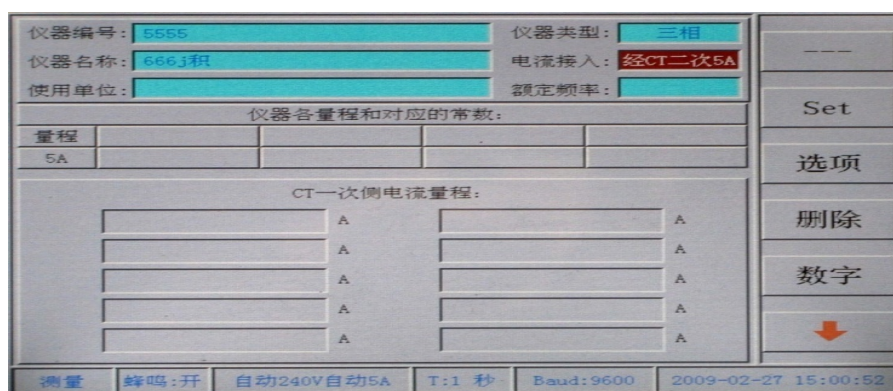 仪器编号: 5555 仪器类型: 三相
仪器名称: 666j积 电流接入: 经CT二次5A
使用单位: 额定频率:
仪器各量程和对应的常数:
量程
5A
CT一次侧电流量程:
A A
A A
A A
A A
A A
---
Set
选项
删除
数字
测量 蜂鸣:开 自动240V自动5A T:1 秒 Baud:9600 2009-02-27 15:00:52